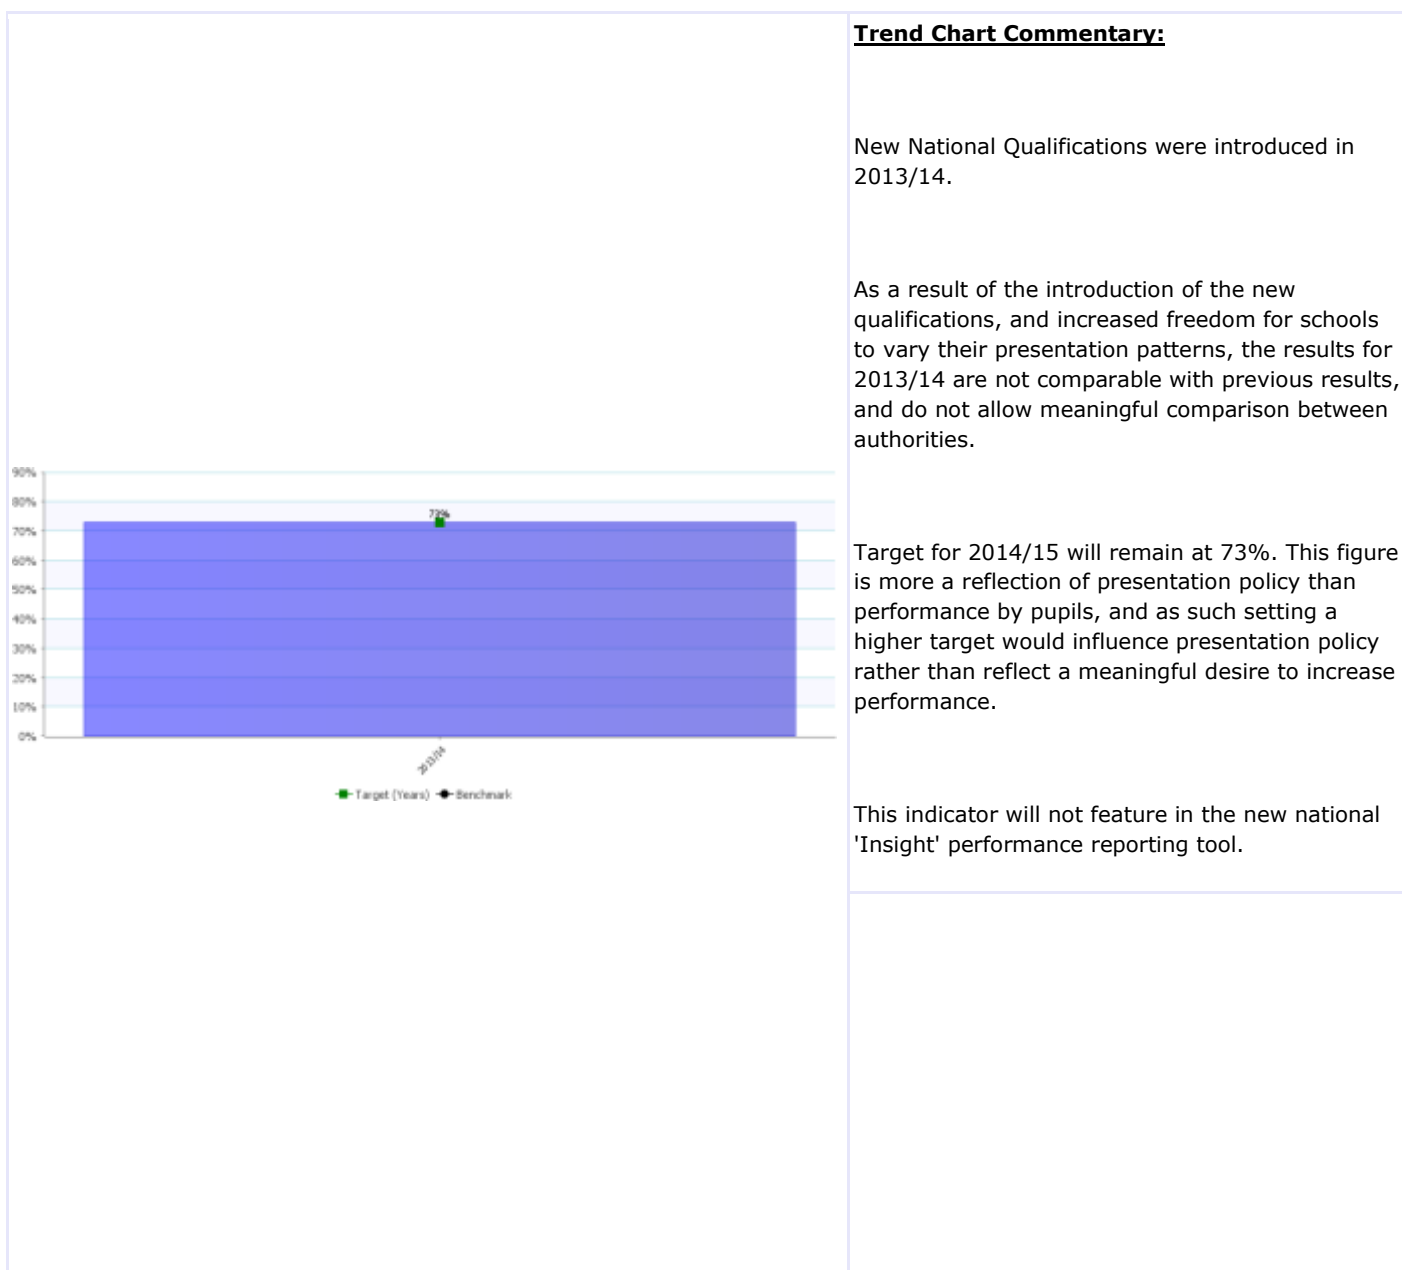 Trend Chart Commentary:
New National Qualifications were introduced in
2013/14.
As a result of the introduction of the new
qualifications, and increased freedom for schools
to vary their presentation patterns, the results for
2013/14 are not comparable with previous results,
and do not allow meaningful comparison between
authorities.
Target for 2014/15 will remain at 73%. This figure
is more a reflection of presentation policy than
performance by pupils, and as such setting a
higher target would influence presentation policy
rather than reflect a meaningful desire to increase
performance.
This indicator will not feature in the new national
'Insight' performance reporting tool.
90%
80%
73%
70%
60%
50%
40%
30%
20%
10%
0%
2013/14
Target (Years) Benchmark